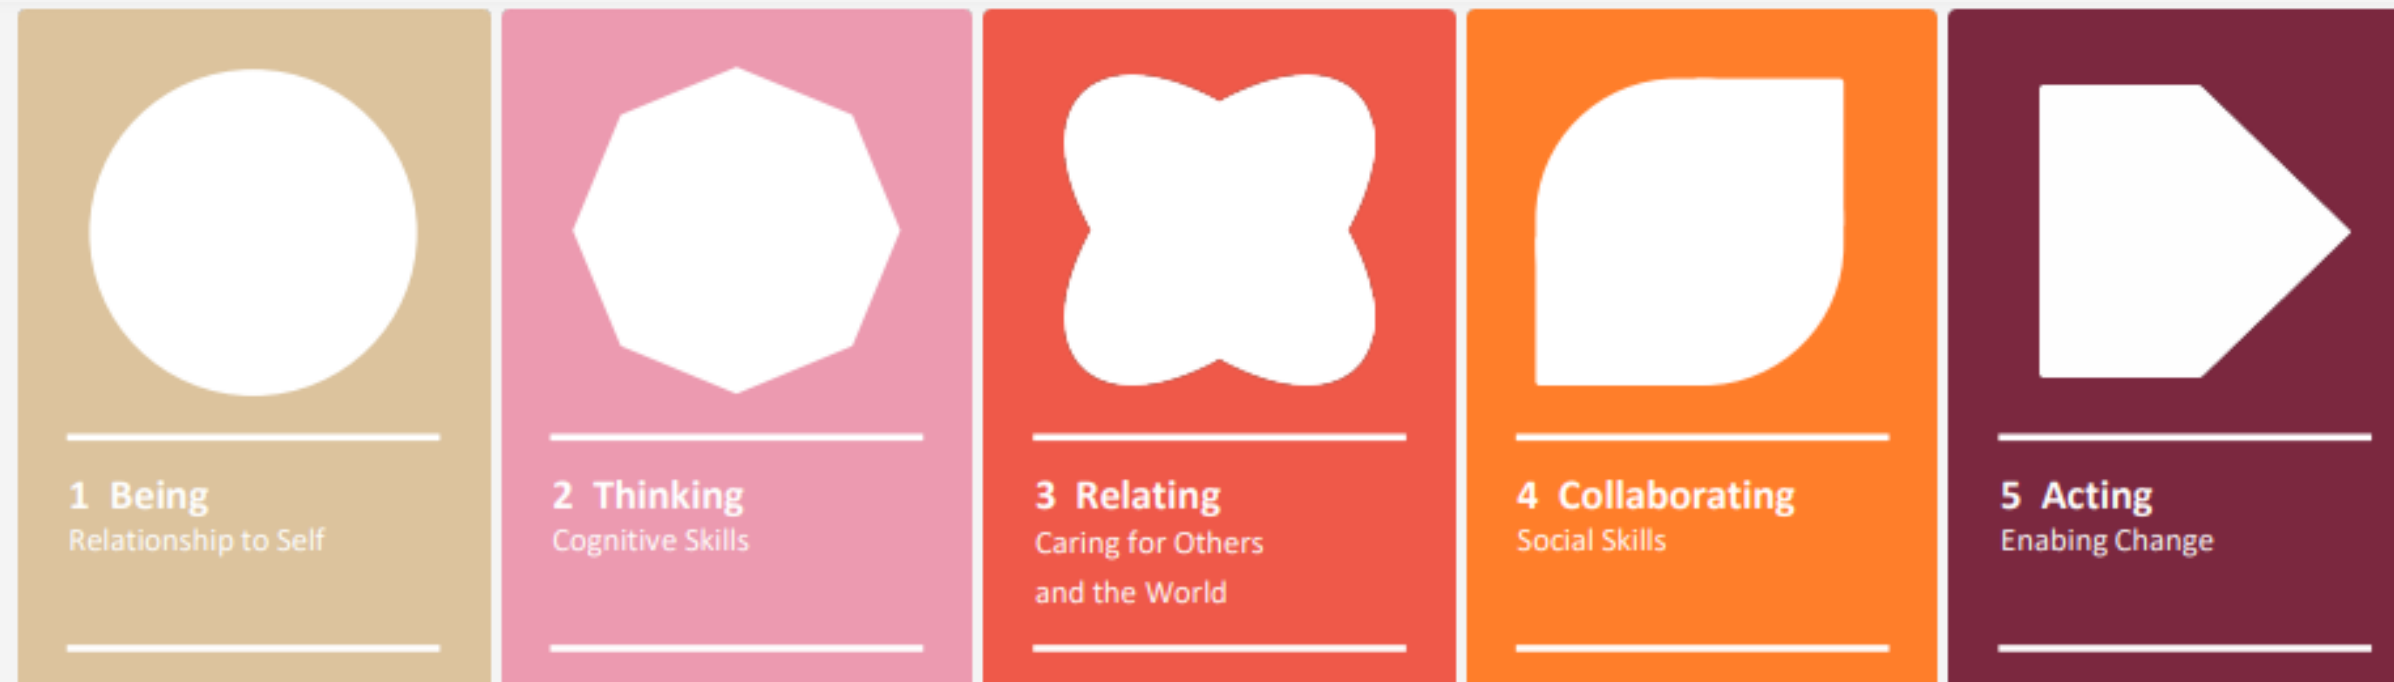 1 Being
Relationship to Self
2 Thinking
Cognitive Skills
3 Relating
Caring for Others
and the World
4 Collaborating
Social Skills
5 Acting
Enabing Change